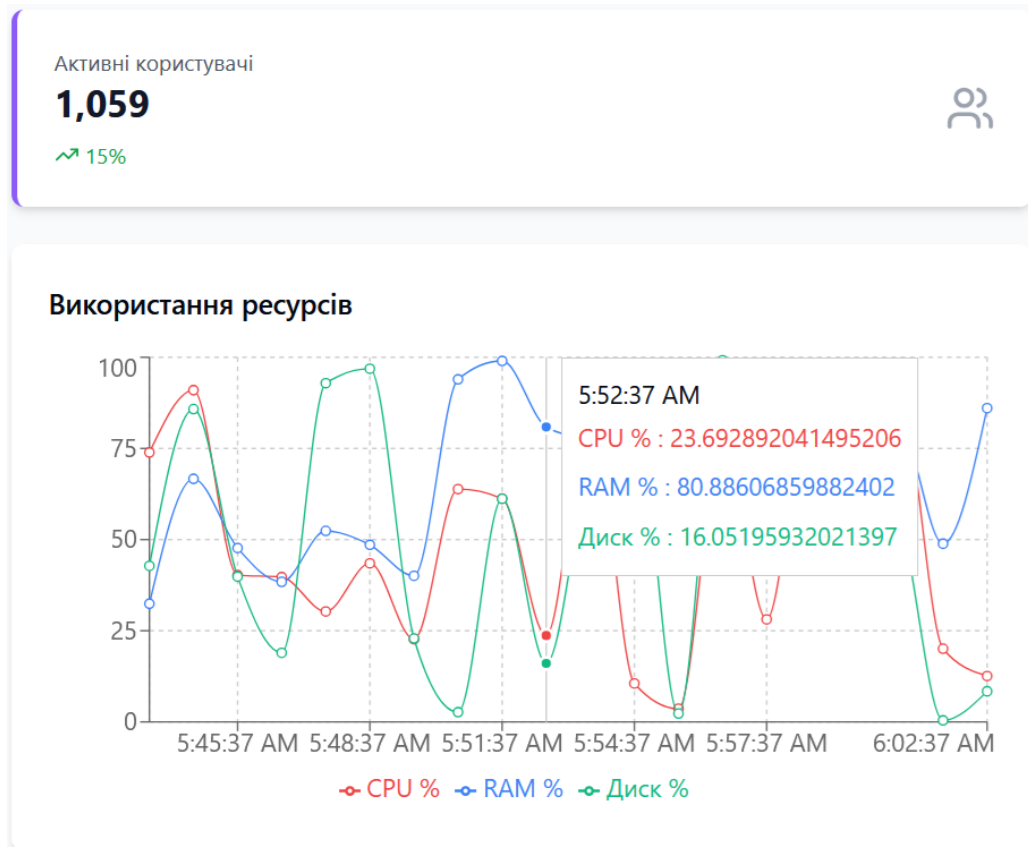 Активні користувачі
1,059
15%
Використання ресурсів
100
75
50
25
0
5:52:37 AM
CPU % : 23.692892041495206
RAM % : 80.88606859882402
Диск % : 16.05195932021397
5:45:37 AM 5:48:37 AM 5:51:37 AM 5:54:37 AM 5:57:37 AM 6:02:37 AM
CPU % RAM % Диск %